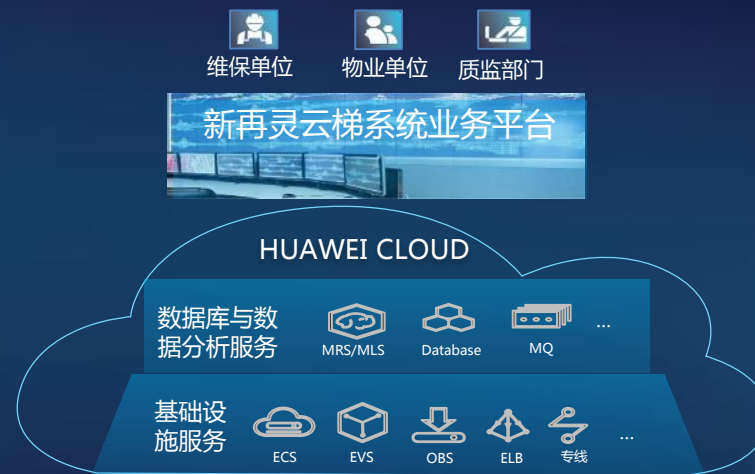 维保单位 物业单位 质监部门
新再灵云梯系统业务平台
HUAWEI CLOUD
数据库与数
据分析服务
MRS/MLS Database MQ ...
基础设
施服务
ECS EVS OBS ELB 专线 ...